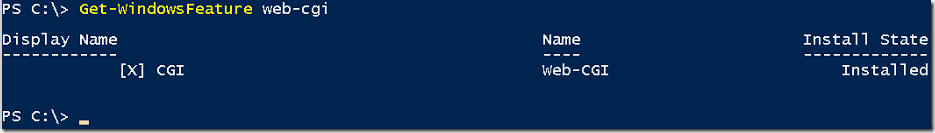 PS C:\> Get-WindowsFeature web-cgi
Display Name Name Install State
------------ ---- -------------
[X] CGI Web-CGI Installed
PS C:\> _